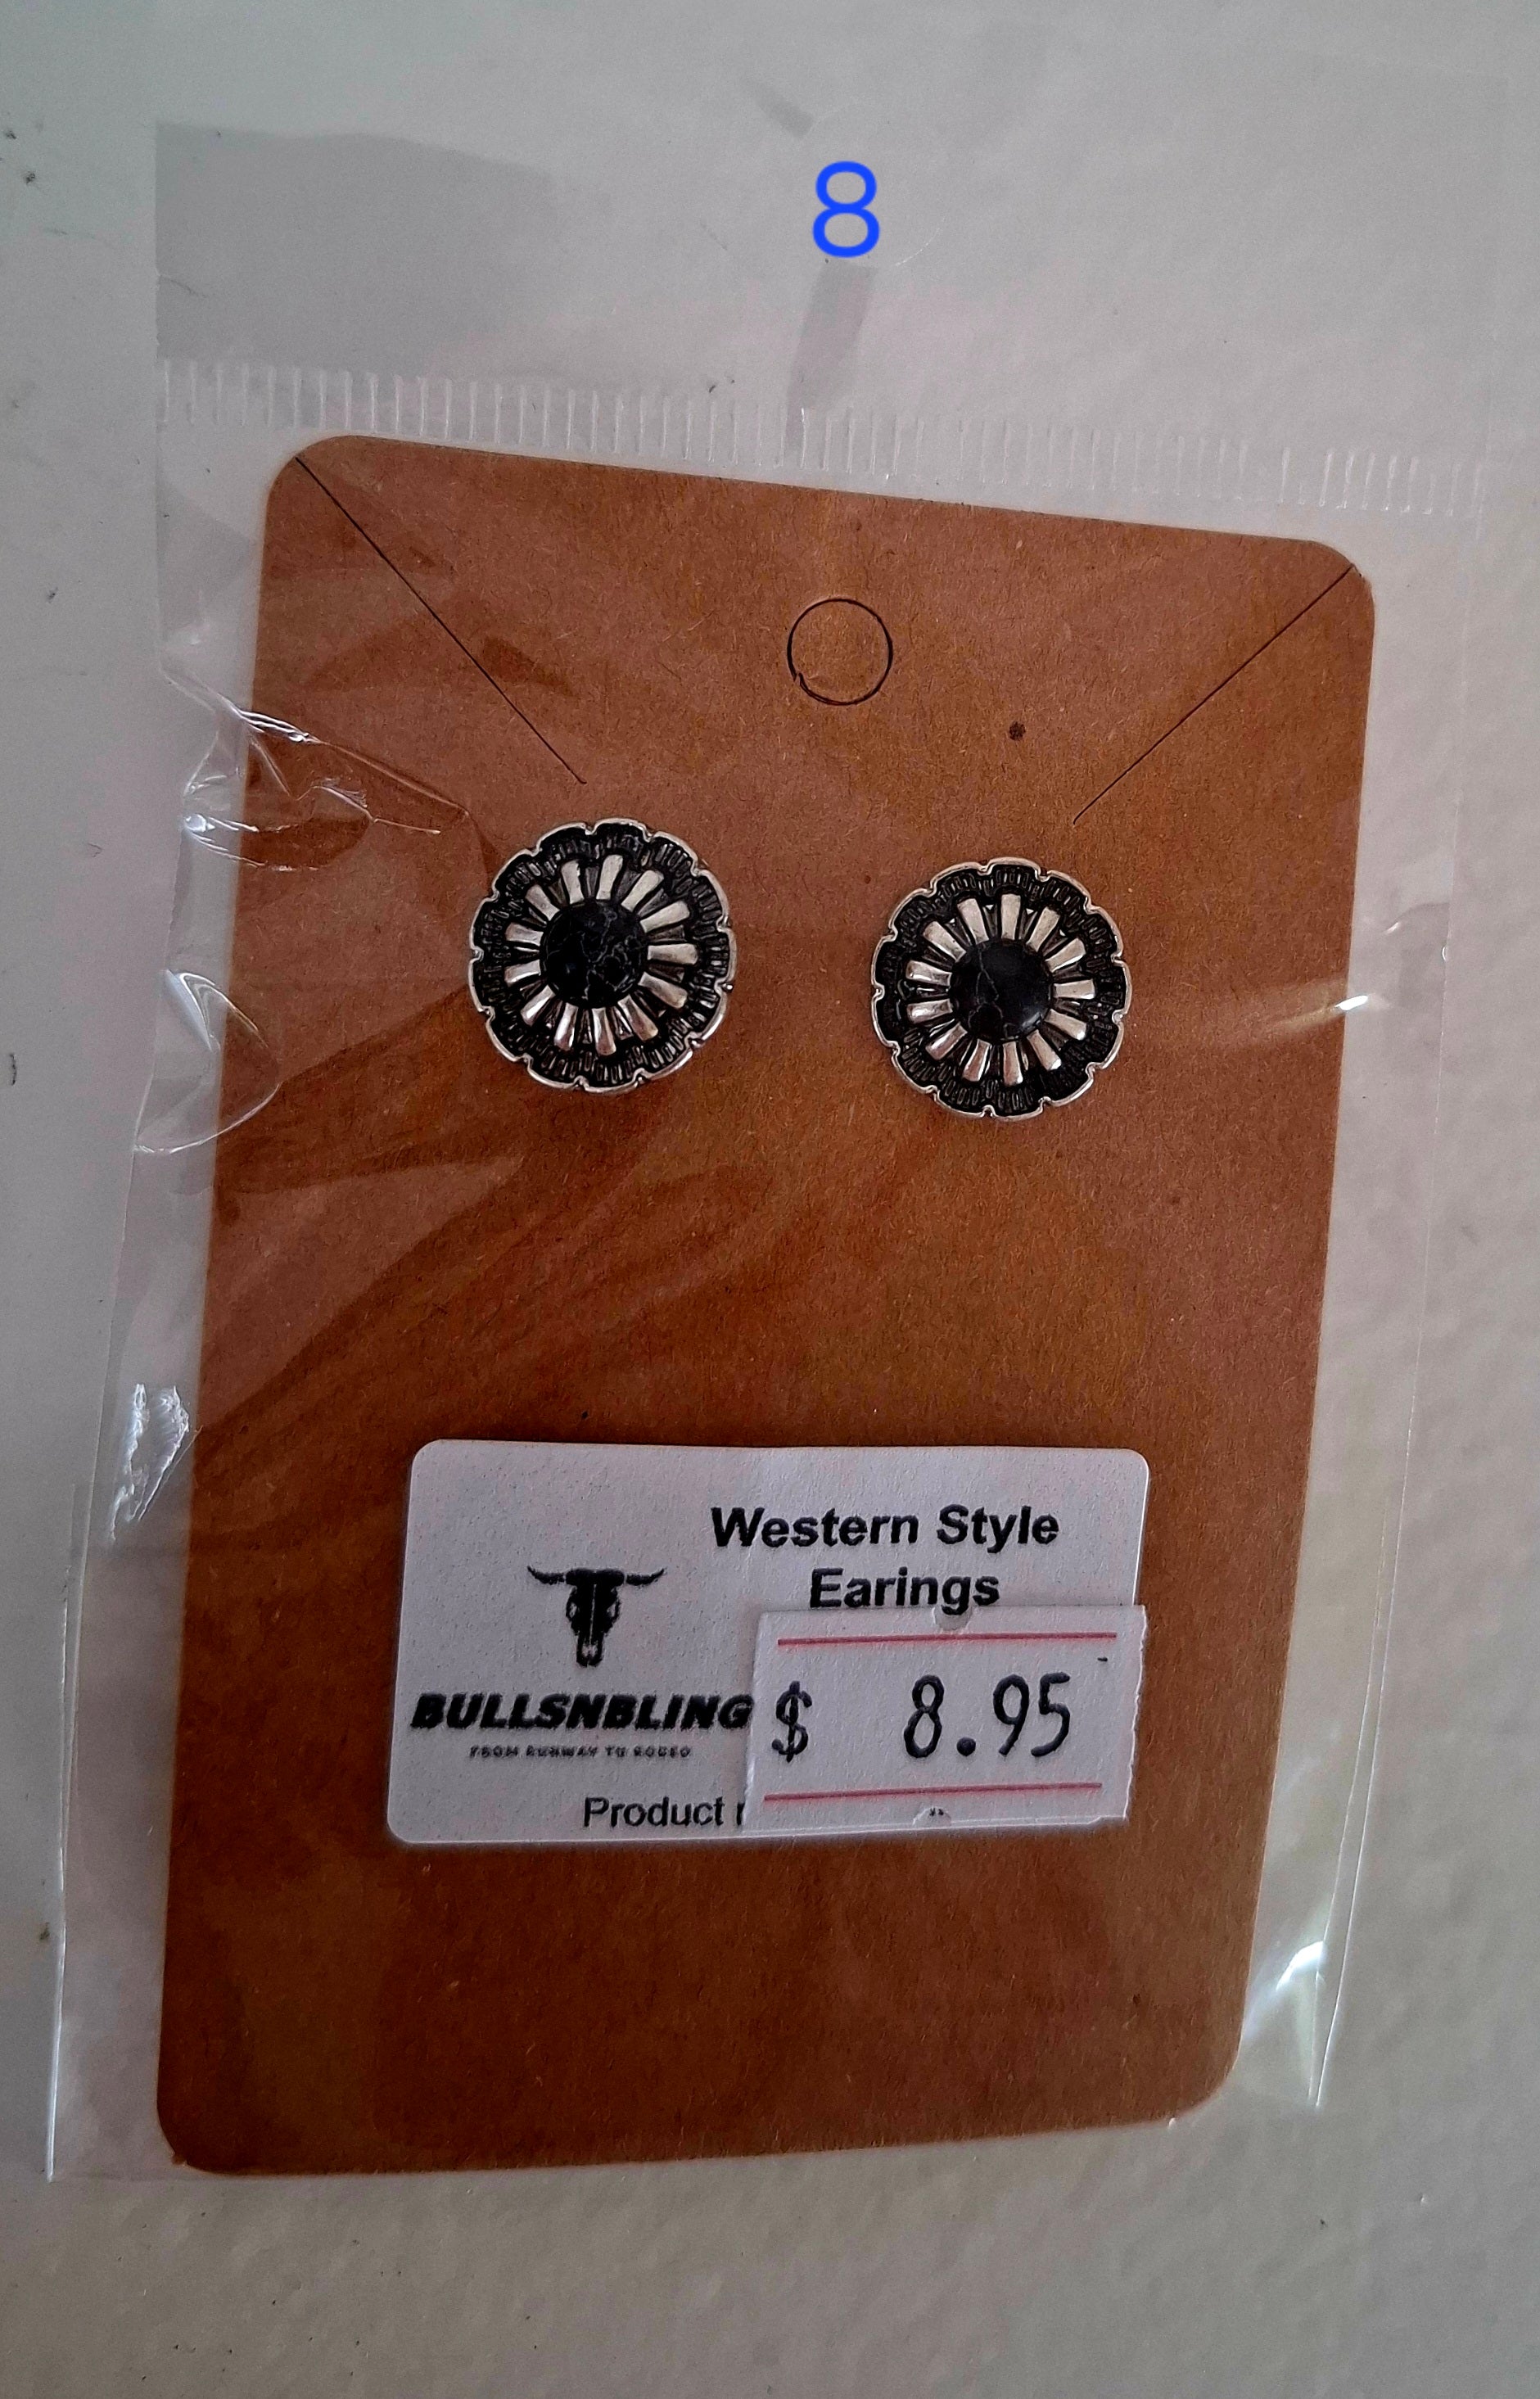 8
Western Style
Earings
BULLSNBLING
FROM RUNWAY TO RODEO
$ 8.95
Product